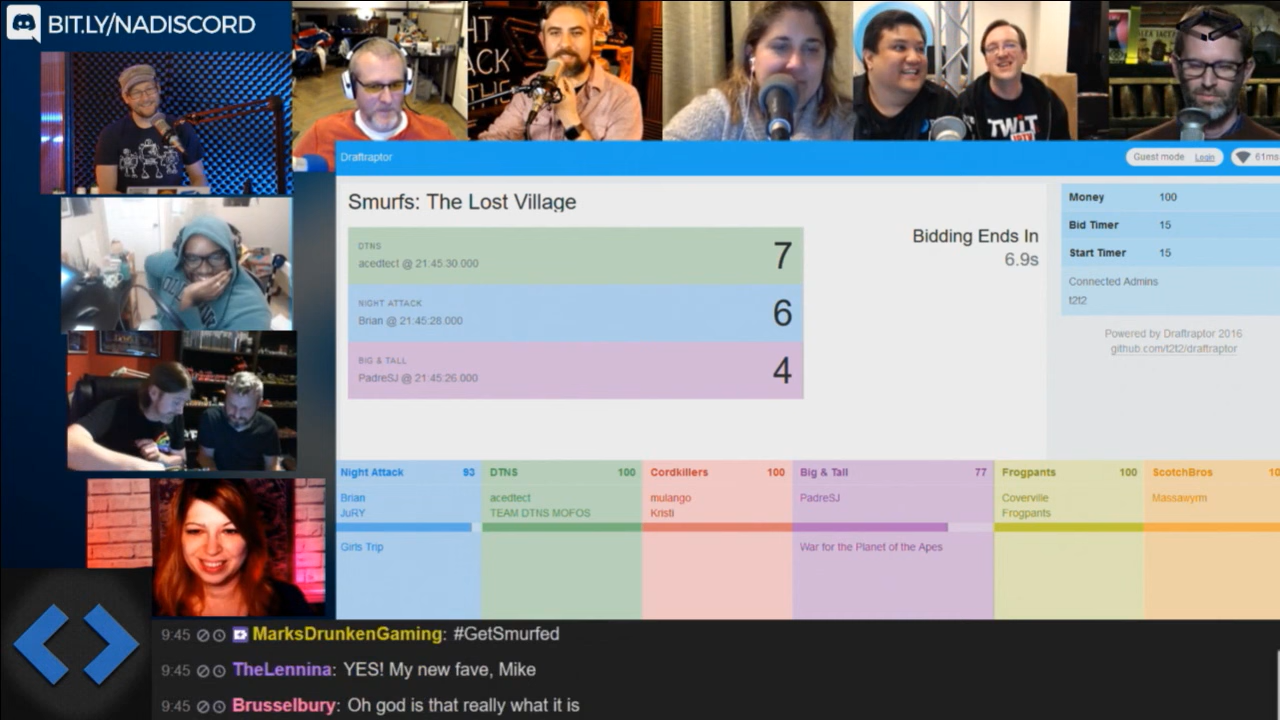 BIT.LY/NADISCORD
TWiT
Draftraptor
Guest mode Login
61ms
Smurfs: The Lost Village
Bidding Ends In
6.9s
DTNS
acedtect @ 21:45:30.000
7
NIGHT ATTACK
Brian @ 21:45:28.000
6
BIG & TALL
PadreSJ @ 21:45:26.000
4
Money 100
Bid Timer 15
Start Timer 15
Connected Admins
t2t2
Powered by Draftraptor 2016
github.com/t2t2/draftraptor
Night Attack 93
Brian
JuRY
Girls Trip
DTNS 100
acedtect
TEAM DTNS MOFOS
Cordkillers 100
mulango
Kristi
Big & Tall 77
PadreSJ
War for the Planet of the Apes
Frogpants 100
Coverville
Frogpants
ScotchBros 10
Massawyrm
9:45 MarksDrunkenGaming: #GetSmurfed
9:45 TheLennina: YES! My new fave, Mike
9:45 Brusselbury: Oh god is that really what it is